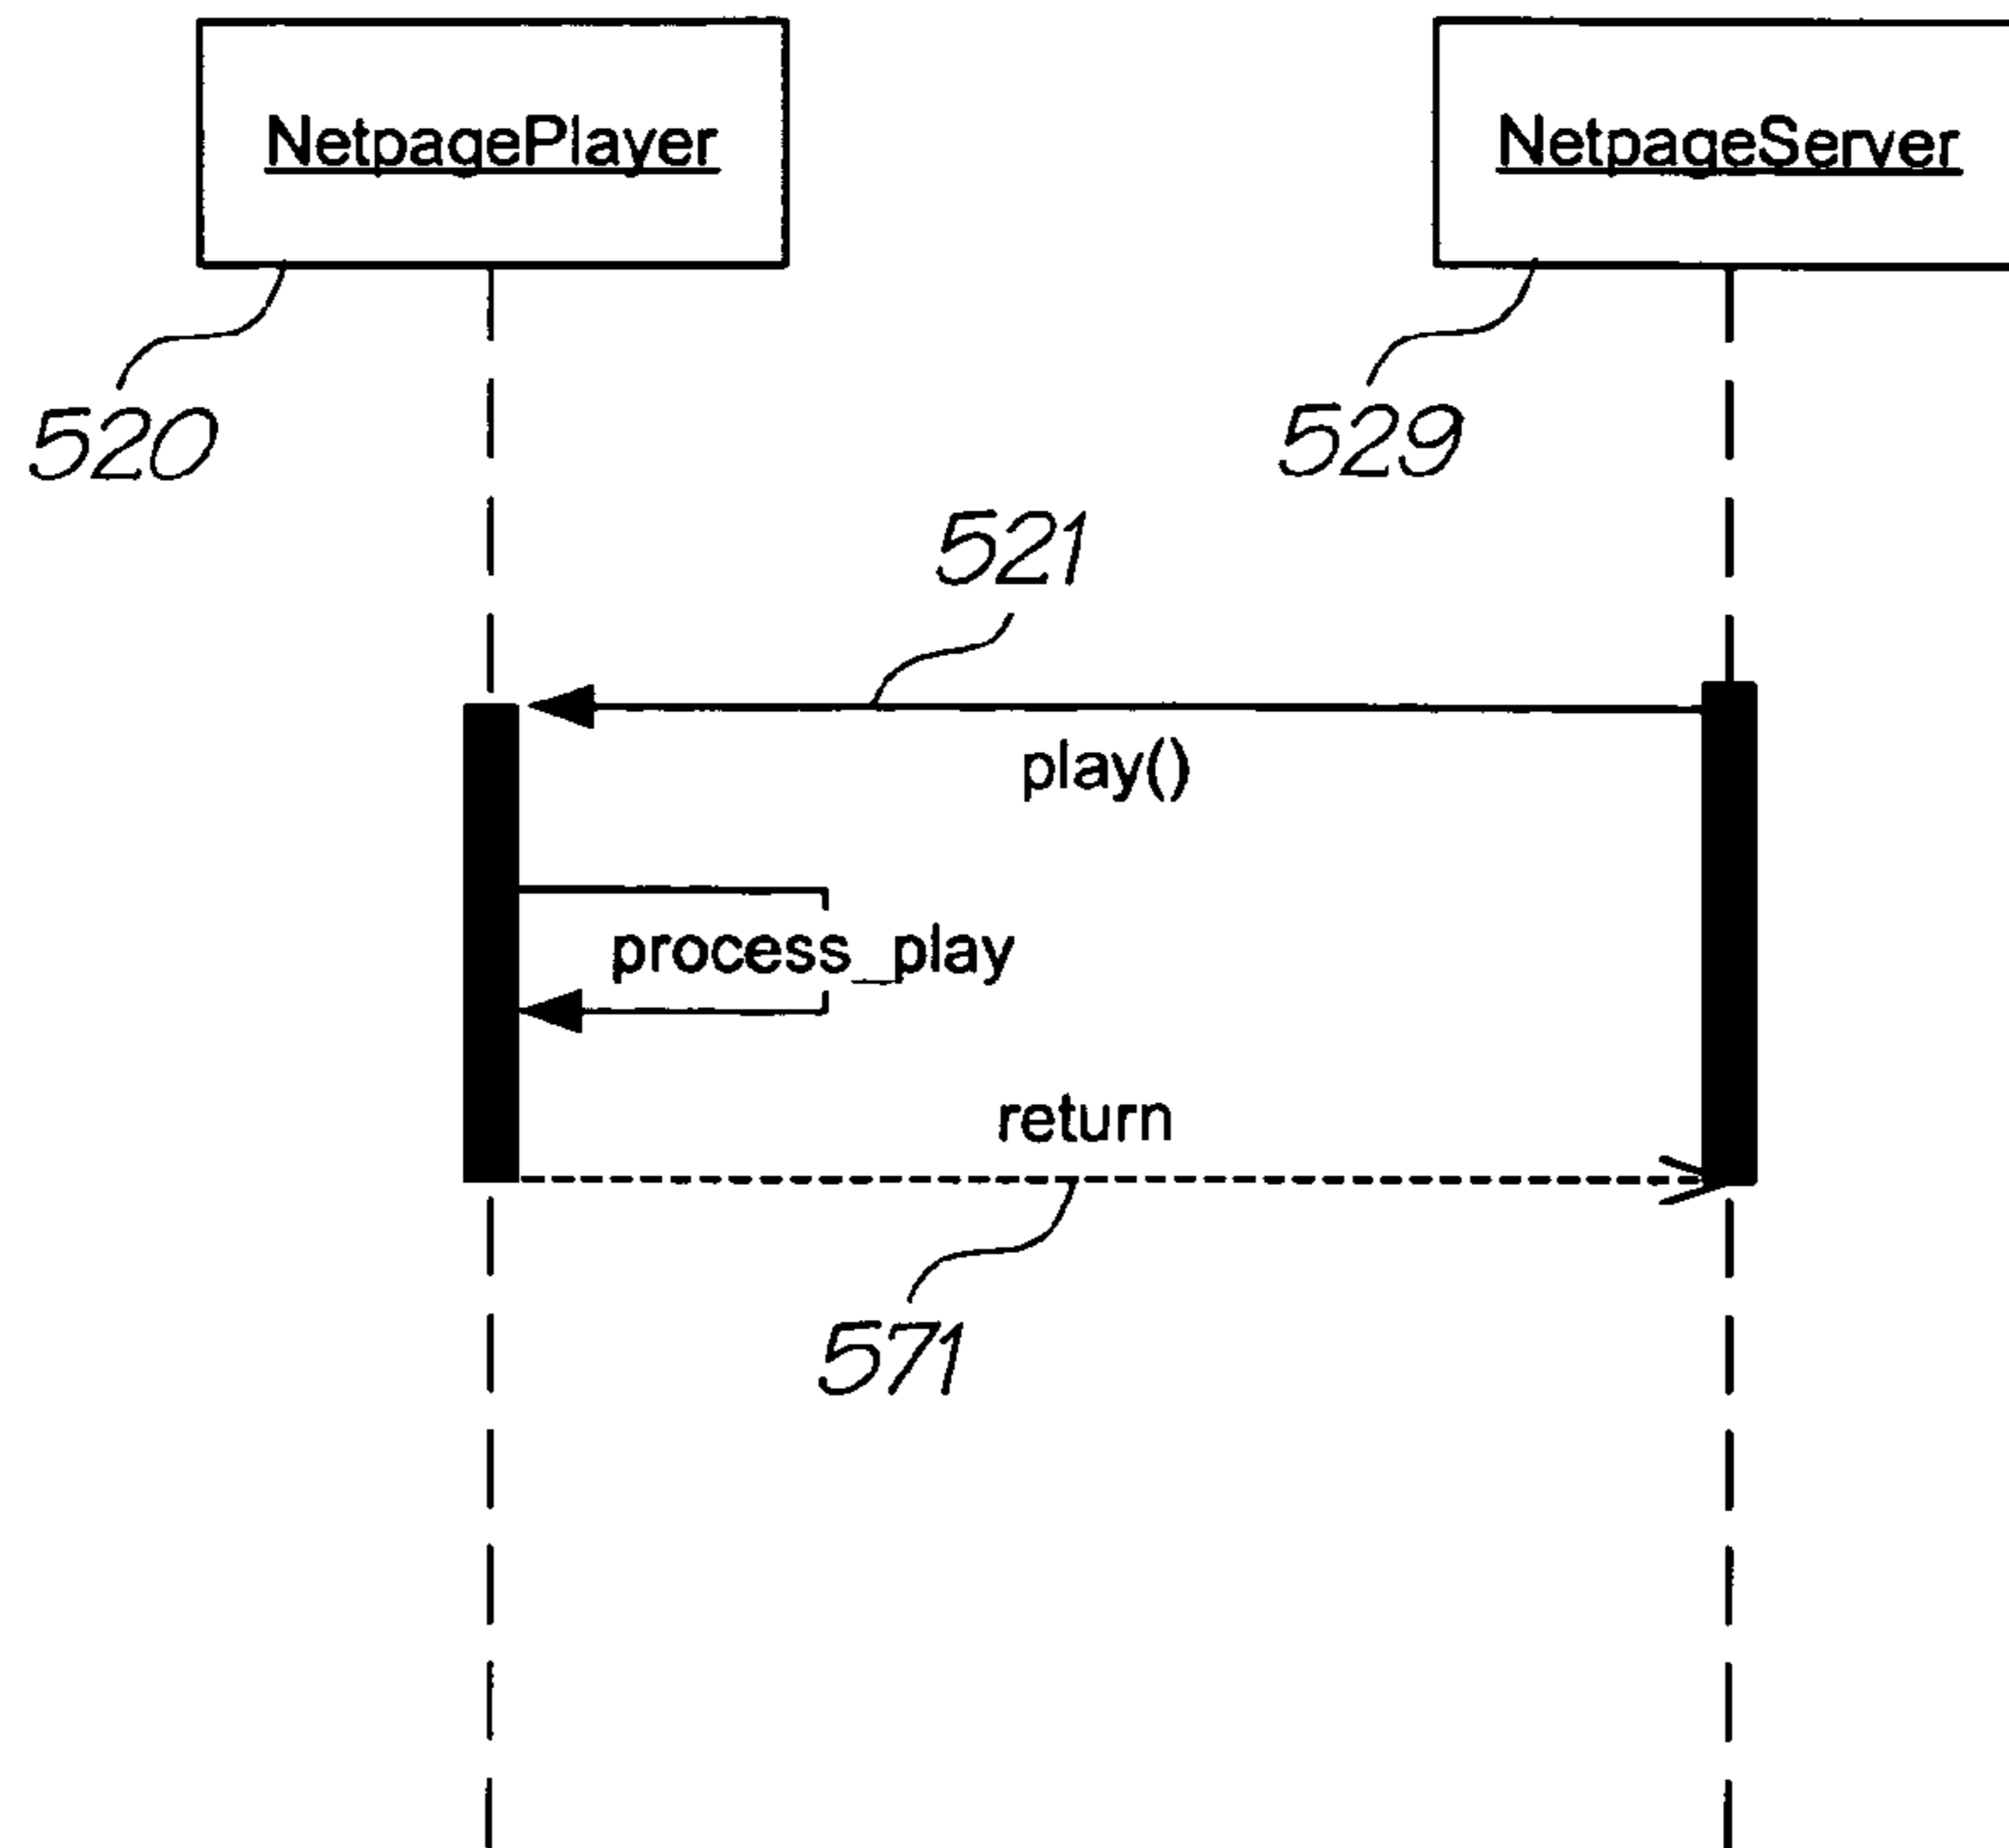 NetpagePlayer
NetpageServer
520
529
521
play()
process_play
return
571